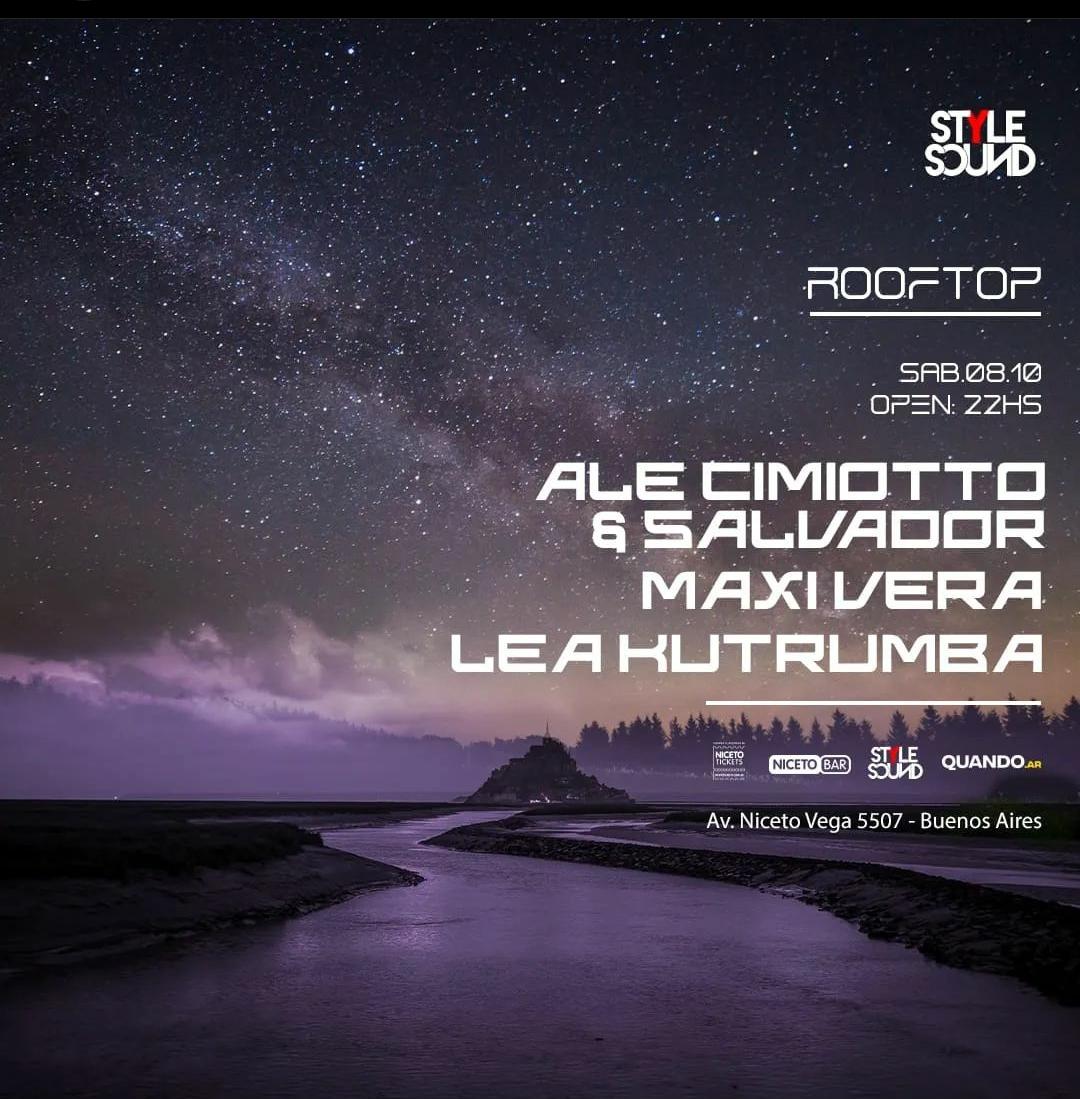 STYLE
SOUND
ROOFTOP
SAB.08.10
OPEN: 22HS
ALE CIMIOTTO
& SALVADOR
MAXI VERA
LEA KUTRUMBA
NICETO
TICKETS
NICETO BAR
STYLE
SOUND
QUANDO.AR
Av. Niceto Vega 5507 - Buenos Aires